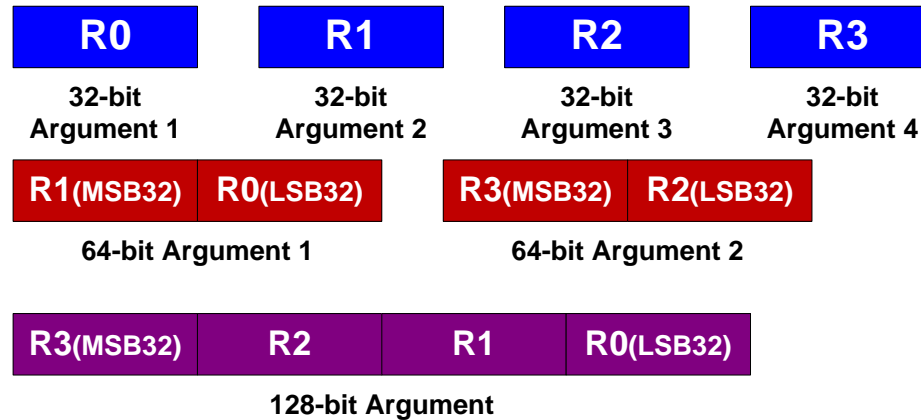 R0 R1 R2 R3
32-bit 32-bit 32-bit 32-bit
Argument 1 Argument 2 Argument 3 Argument 4
R1(MSB32) R0(LSB32) R3(MSB32) R2(LSB32)
64-bit Argument 1 64-bit Argument 2
R3(MSB32) R2 R1 R0(LSB32)
128-bit Argument